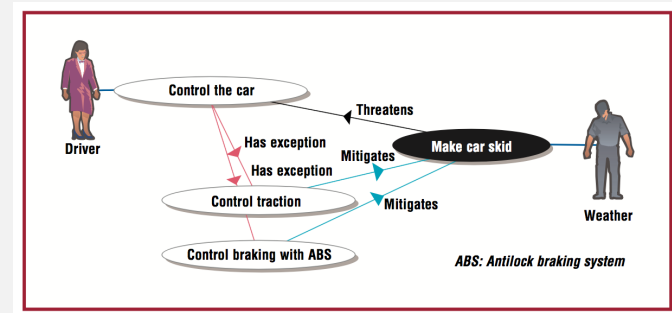 Control the car
Threatens
Driver
Has exception
Make car skid
Mitigates
Has exception
Control traction
Mitigates
Weather
Control braking with ABS
ABS: Antilock braking system